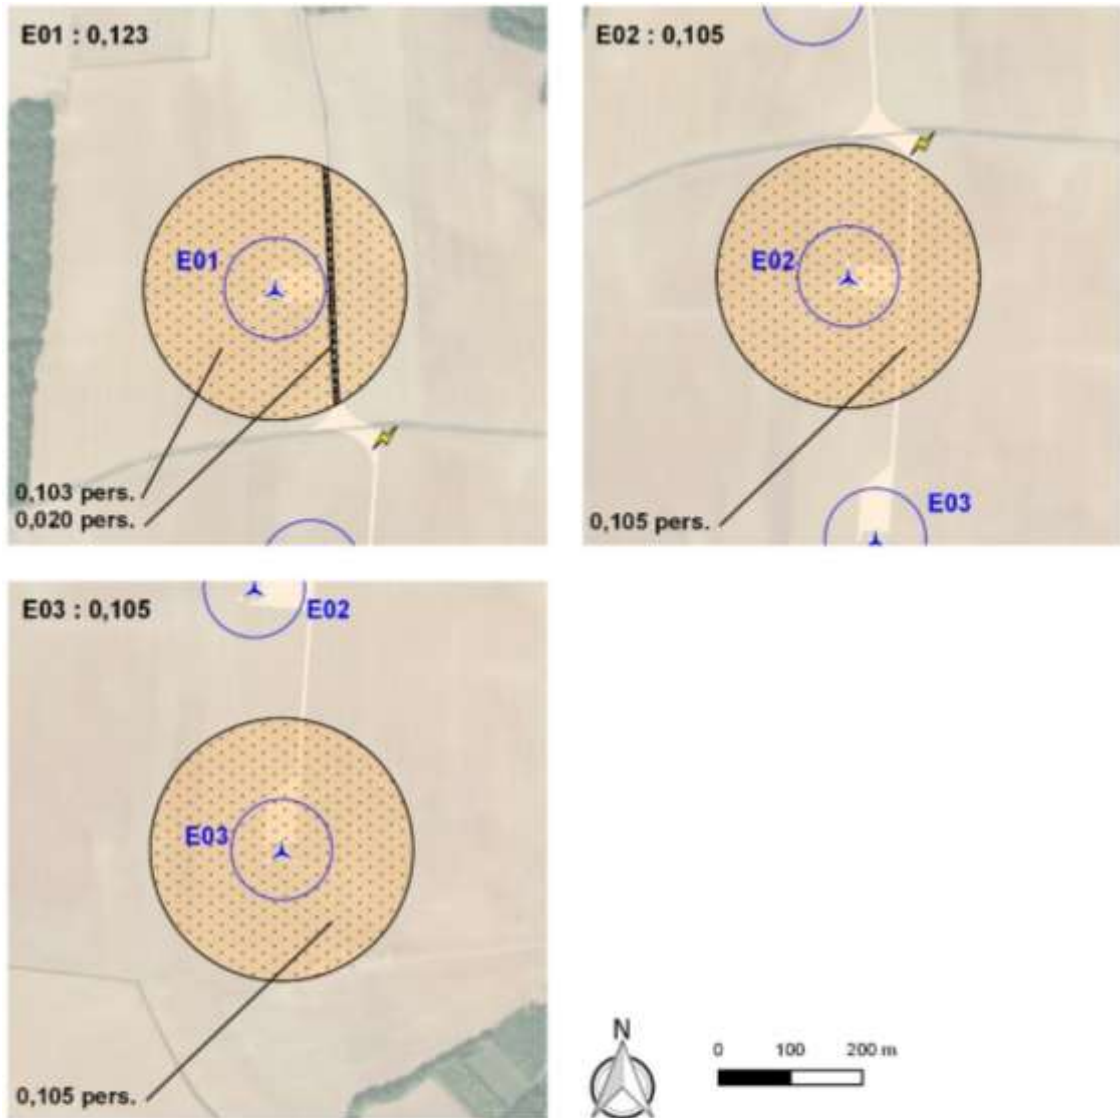 E01 : 0,123
E01
0,103 pers.
0,020 pers.
E02 : 0,105
E02
E03
0,105 pers.
E03 : 0,105
E02
E03
0,105 pers.
N
0 100 200 m